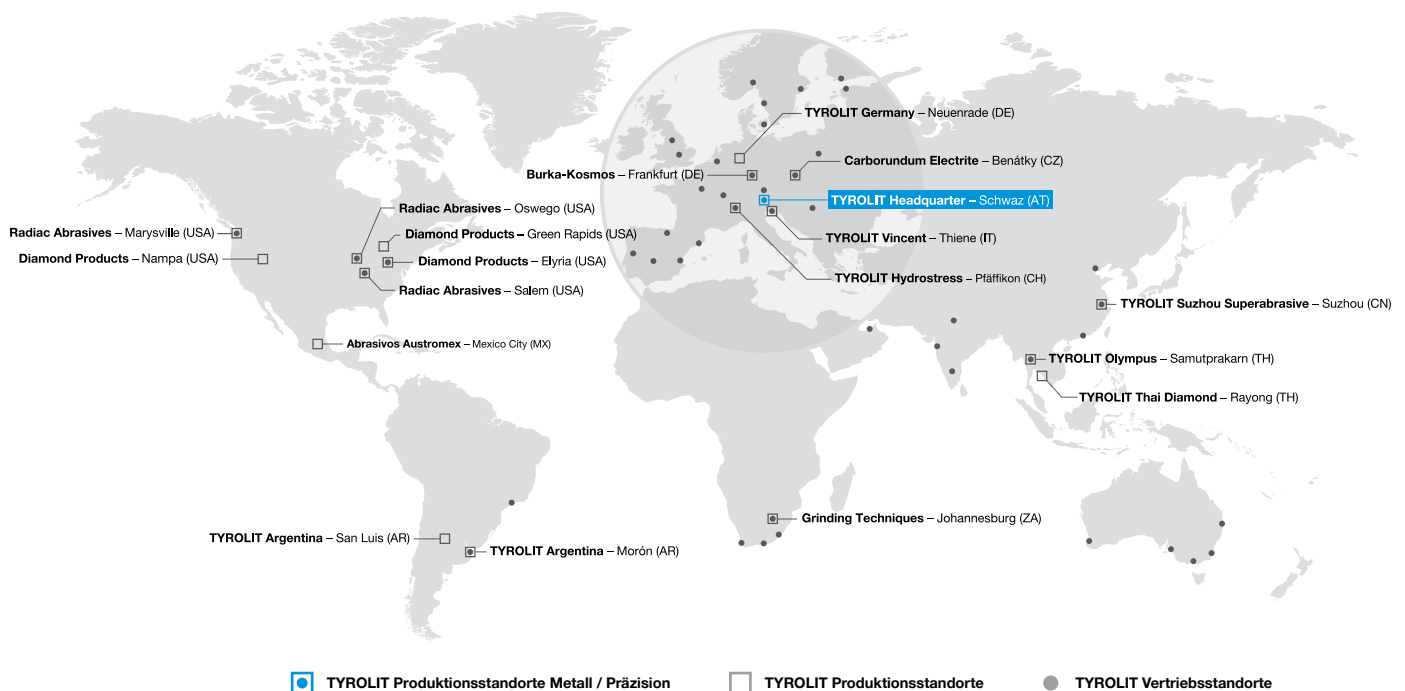 TYROLIT Germany – Neuenrade (DE)
Carborundum Electrite – Benátky (CZ)
Burka-Kosmos – Frankfurt (DE)
TYROLIT Headquarter – Schwaz (AT)
Radiac Abrasives – Oswego (USA)
Radiac Abrasives – Marysville (USA)
Diamond Products – Green Rapids (USA)
TYROLIT Vincent – Thiene (IT)
Diamond Products – Nampa (USA)
Diamond Products – Elyria (USA)
TYROLIT Hydrostress – Pfäffikon (CH)
Radiac Abrasives – Salem (USA)
TYROLIT Suzhou Superabrasive – Suzhou (CN)
Abrasivos Austromex – Mexico City (MX)
TYROLIT Olympus – Samutprakarn (TH)
TYROLIT Thai Diamond – Rayong (TH)
Grinding Techniques – Johannesburg (ZA)
TYROLIT Argentina – San Luis (AR)
TYROLIT Argentina – Morón (AR)
TYROLIT Produktionsstandorte Metall / Präzision
TYROLIT Produktionsstandorte
TYROLIT Vertriebsstandorte